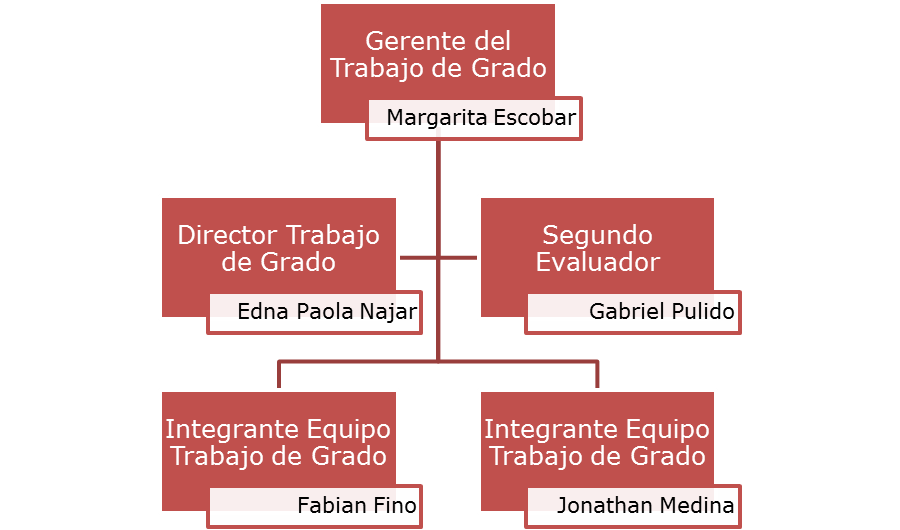 Gerente del
Trabajo de Grado
Margarita Escobar
Director Trabajo
de Grado
Edna Paola Najar
Segundo
Evaluador
Gabriel Pulido
Integrante Equipo
Trabajo de Grado
Fabian Fino
Integrante Equipo
Trabajo de Grado
Jonathan Medina